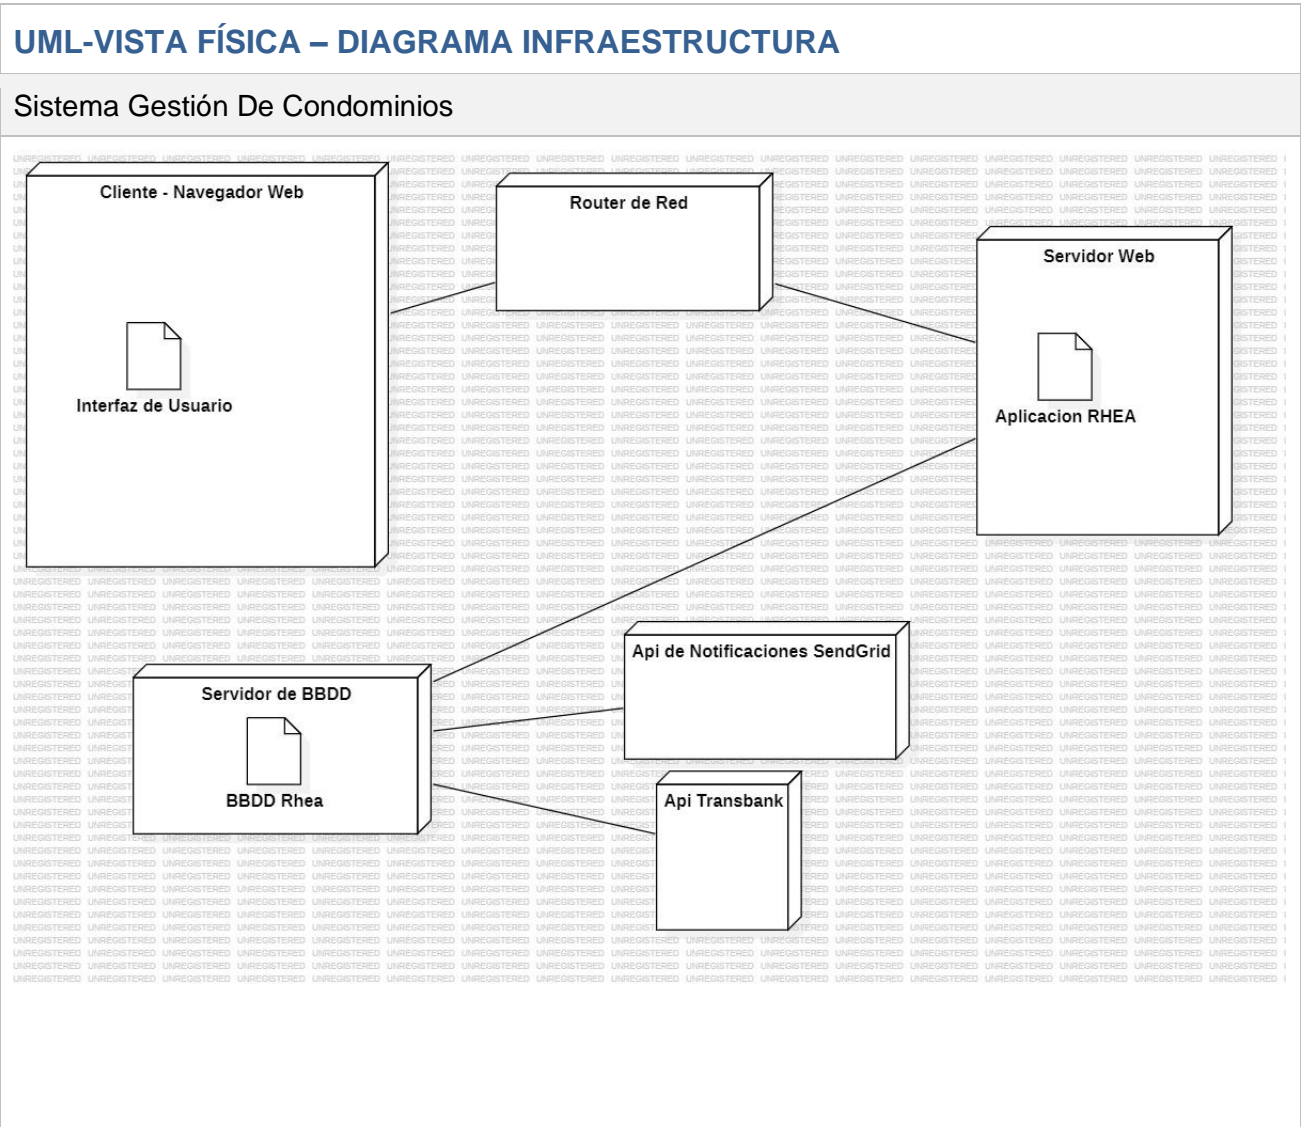 UML-VISTA FÍSICA – DIAGRAMA INFRAESTRUCTURA
Sistema Gestión De Condominios
Cliente - Navegador Web
Interfaz de Usuario
Router de Red
Servidor Web
Aplicacion RHEA
Servidor de BBDD
BBDD Rhea
Api de Notificaciones SendGrid
Api Transbank
UNREGISTERED